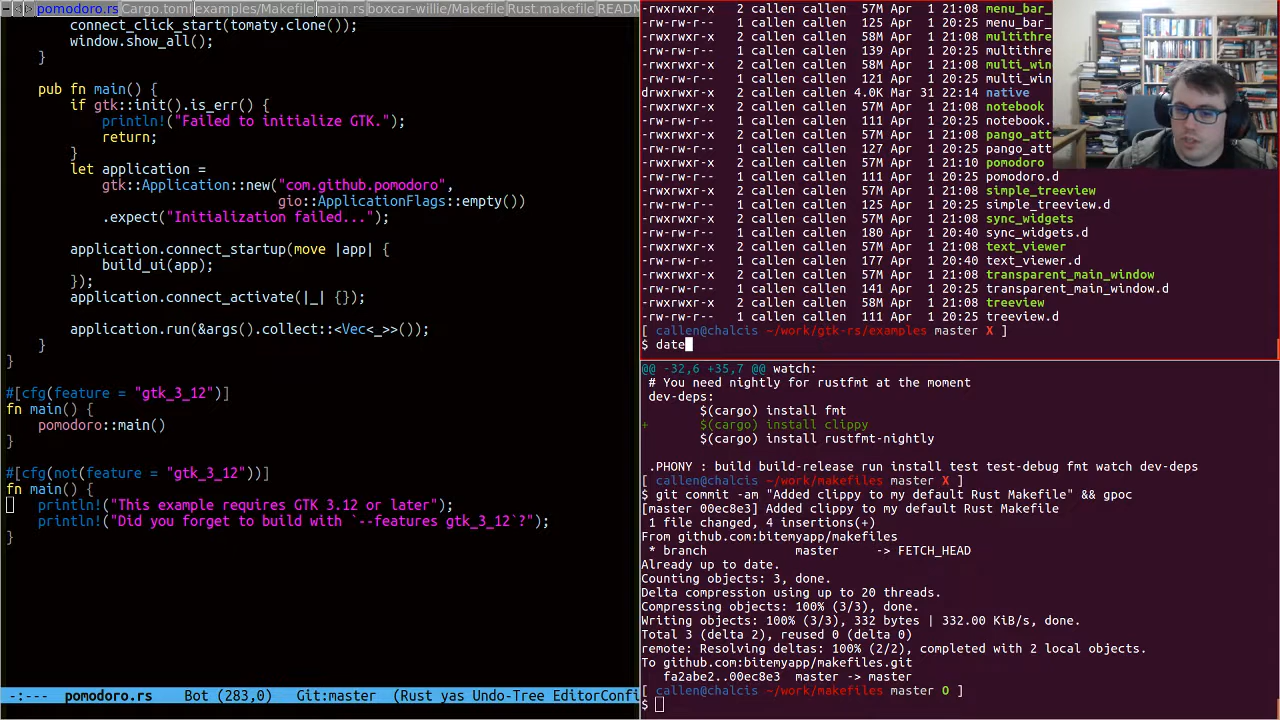 pomodoro.rs Cargo.toml examples/Makefile main.rs boxcar-willie/Makefile Rust.makefile READM
connect_click_start(tomaty.clone());
window.show_all();
}
pub fn main() {
if gtk::init().is_err() {
println!("Failed to initialize GTK.");
return;
}
let application =
gtk::Application::new("com.github.pomodoro",
gio::ApplicationFlags::empty())
.expect("Initialization failed...");
application.connect_startup(move |app| {
build_ui(app);
});
application.connect_activate(|_| {});
application.run(&args().collect::<Vec<_>>());
}
}
#[cfg(feature = "gtk_3_12")]
fn main() {
pomodoro::main()
}
#[cfg(not(feature = "gtk_3_12"))]
fn main() {
println!("This example requires GTK 3.12 or later");
println!("Did you forget to build with `--features gtk_3_12`?");
}
-:--- pomodoro.rs Bot (283,0) Git:master (Rust yas Undo-Tree EditorConfi
-rwxrwxr-x 2 callen callen 57M Apr 1 21:08 menu_bar_
-rw-rw-r-- 1 callen callen 125 Apr 1 20:25 menu_bar_
-rwxrwxr-x 2 callen callen 58M Apr 1 21:08 multithre
-rw-rw-r-- 1 callen callen 139 Apr 1 20:25 multithre
-rwxrwxr-x 2 callen callen 58M Apr 1 21:08 multi_win
-rw-rw-r-- 1 callen callen 121 Apr 1 20:25 multi_win
drwxrwxr-x 2 callen callen 4.0K Mar 31 22:14 native
-rwxrwxr-x 2 callen callen 57M Apr 1 21:08 notebook
-rw-rw-r-- 1 callen callen 111 Apr 1 20:25 notebook.
-rwxrwxr-x 2 callen callen 57M Apr 1 21:08 pango_att
-rw-rw-r-- 1 callen callen 127 Apr 1 20:25 pango_att
-rwxrwxr-x 2 callen callen 58M Apr 1 21:10 pomodoro
-rw-rw-r-- 1 callen callen 111 Apr 1 20:25 pomodoro.d
-rwxrwxr-x 2 callen callen 57M Apr 1 21:08 simple_treeview
-rw-rw-r-- 1 callen callen 125 Apr 1 20:25 simple_treeview.d
-rwxrwxr-x 2 callen callen 57M Apr 1 21:08 sync_widgets
-rw-rw-r-- 1 callen callen 180 Apr 1 20:40 sync_widgets.d
-rwxrwxr-x 2 callen callen 57M Apr 1 21:08 text_viewer
-rw-rw-r-- 1 callen callen 177 Apr 1 20:40 text_viewer.d
-rwxrwxr-x 2 callen callen 57M Apr 1 21:08 transparent_main_window
-rw-rw-r-- 1 callen callen 141 Apr 1 20:25 transparent_main_window.d
-rwxrwxr-x 2 callen callen 58M Apr 1 21:08 treeview
-rw-rw-r-- 1 callen callen 111 Apr 1 20:25 treeview.d
[ callen@chalcis ~/work/gtk-rs/examples master X ]
$ date
@@ -32,6 +35,7 @@ watch:
# You need nightly for rustfmt at the moment
dev-deps:
$(cargo) install fmt
+ $(cargo) install clippy
$(cargo) install rustfmt-nightly
.PHONY : build build-release run install test test-debug fmt watch dev-deps
[ callen@chalcis ~/work/makefiles master X ]
$ git commit -am "Added clippy to my default Rust Makefile" && gpoc
[master 00ec8e3] Added clippy to my default Rust Makefile
1 file changed, 4 insertions(+)
From github.com:bitemyapp/makefiles
* branch master -> FETCH_HEAD
Already up to date.
Counting objects: 3, done.
Delta compression using up to 20 threads.
Compressing objects: 100% (3/3), done.
Writing objects: 100% (3/3), 332 bytes | 332.00 KiB/s, done.
Total 3 (delta 2), reused 0 (delta 0)
remote: Resolving deltas: 100% (2/2), completed with 2 local objects.
To github.com:bitemyapp/makefiles.git
fa2abe2..00ec8e3 master -> master
[ callen@chalcis ~/work/makefiles master O ]
$